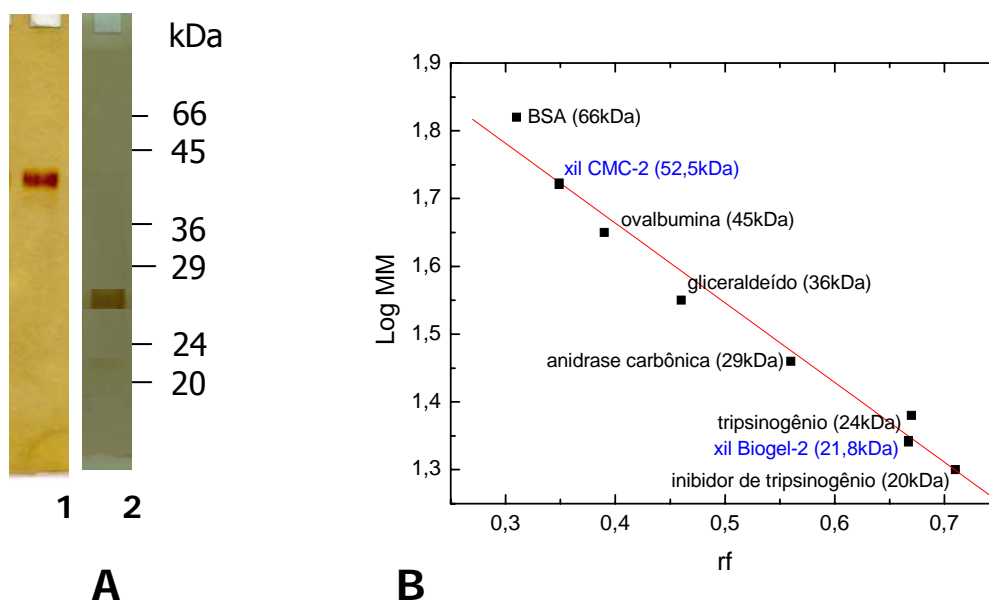 kDa
66
45
36
29
24
20
1 2
A
1,9
1,8
1,7
1,6
1,5
1,4
1,3
Log MM
BSA (66kDa)
xil CMC-2 (52,5kDa)
ovalbumina (45kDa)
gliceraldeído (36kDa)
anidrase carbônica (29kDa)
tripsinogênio (24kDa)
xil Biogel-2 (21,8kDa)
inibidor de tripsinogênio (20kDa)
0,3 0,4 0,5 0,6 0,7
rf
B